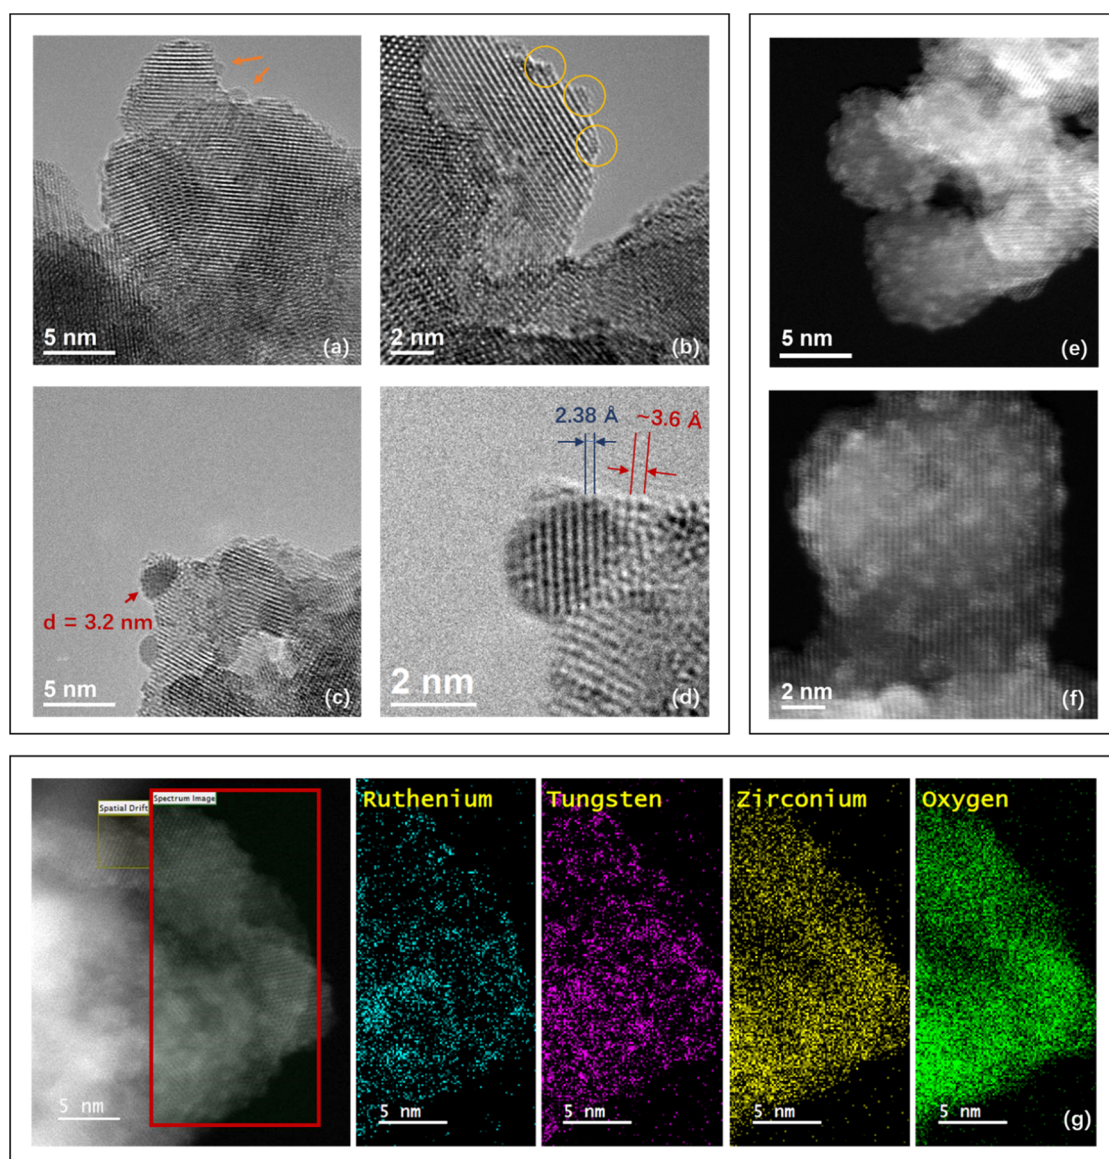 5 nm
(a)
2 nm
(b)
5 nm
(e)
d = 3.2 nm
5 nm
(c)
2.38 Å
~3.6 Å
2 nm
(d)
2 nm
(f)
Spatial Drift
Spectrum Image
5 nm
Ruthenium
5 nm
Tungsten
5 nm
Zirconium
5 nm
Oxygen
5 nm
(g)